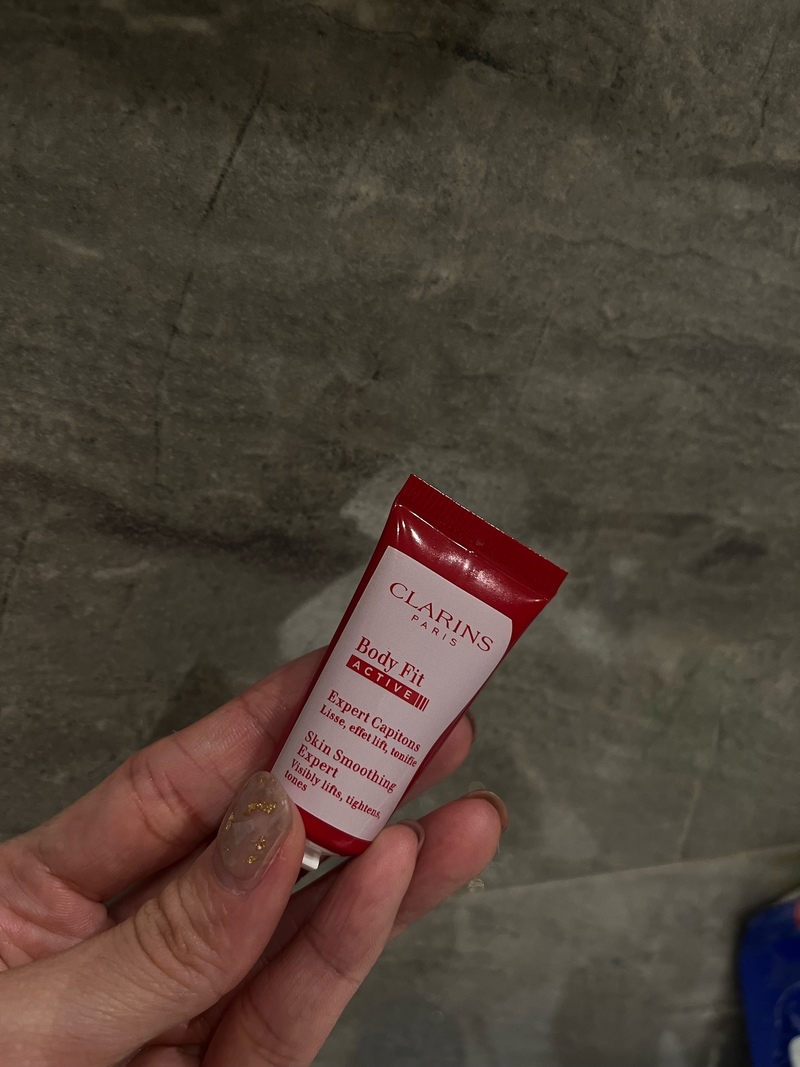 CLARINS
PARIS
Body Fit
ACTIVE
Expert Capitons
Lisse, effet lift, tonifie
Skin Smoothing
Expert
Visibly lifts, tightens,
tones